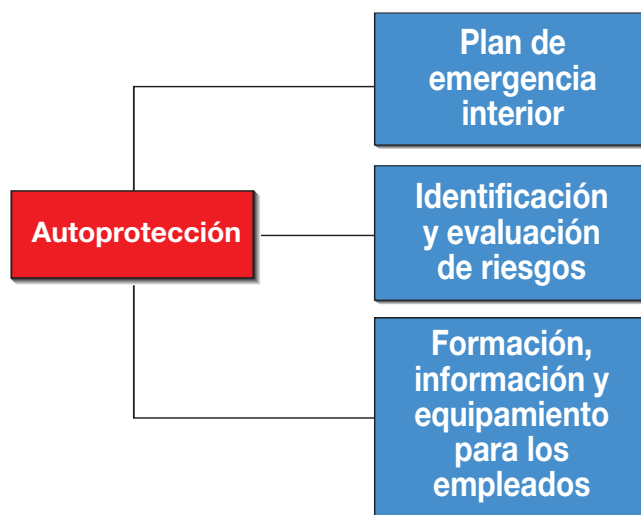 Plan de
emergencia
interior
Autoprotección
Identificación
y evaluación
de riesgos
Formación,
información y
equipamiento
para los
empleados